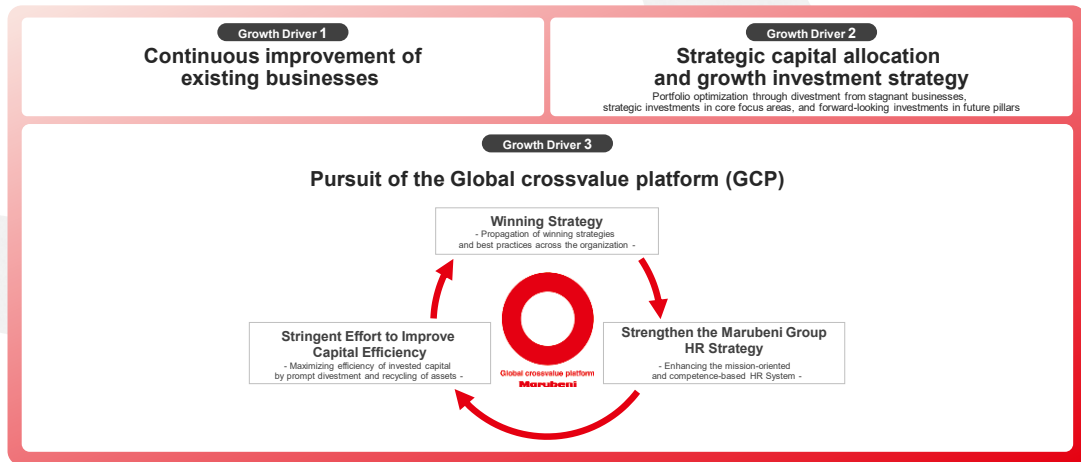 Growth Driver 1
Continuous improvement of
existing businesses
Growth Driver 2
Strategic capital allocation
and growth investment strategy
Portfolio optimization through divestment from stagnant businesses,
strategic investments in core focus areas, and forward-looking investments in future pillars
Growth Driver 3
Pursuit of the Global crossvalue platform (GCP)
Winning Strategy
- Propagation of winning strategies
and best practices across the organization -
Stringent Effort to Improve
Capital Efficiency
- Maximizing efficiency of invested capital
by prompt divestment and recycling of assets -
Global crossvalue platform
Marubeni
Strengthen the Marubeni Group
HR Strategy
- Enhancing the mission-oriented
and competence-based HR System -